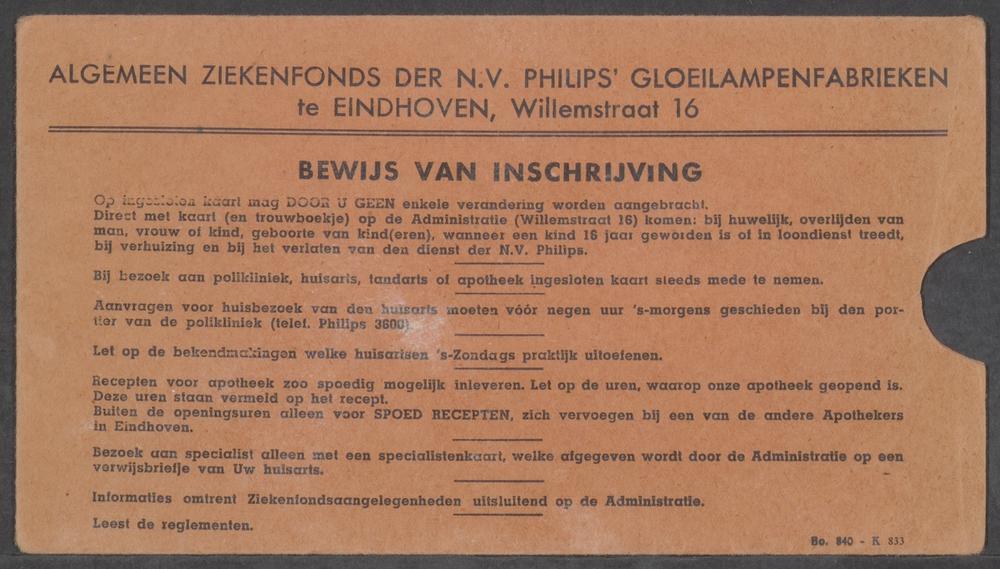 ALGEMEEN ZIEKENFONDS DER N.V. PHILIPS' GLOEILAMPENFABRIEKEN
te EINDHOVEN, Willemstraat 16
BEWIJS VAN INSCHRIJVING
Op ingesloten kaart mag DOOR U GEEN enkele verandering worden aangebracht.
Direct met kaart (en trouwboekje) op de Administratie (Willemstraat 16) komen: bij huwelijk, overlijden van
man, vrouw of kind, geboorte van kind(eren), wanneer een kind 16 jaar geworden is of in loondienst treedt,
bij verhuizing en bij het verlaten van den dienst der N.V. Philips.
Bij bezoek aan polikliniek, huisarts, tandarts of apotheek ingesloten kaart steeds mede te nemen.
Aanvragen voor huisbezoek van den huisarts moeten vóór negen uur 's-morgens geschieden bij den por-
tier van de polikliniek (telef. Philips 3600).
Let op de bekendmakingen welke huisartsen 's-Zondags praktijk uitoefenen.
Recepten voor apotheek zoo spoedig mogelijk inleveren. Let op de uren, waarop onze apotheek geopend is.
Deze uren staan vermeld op het recept.
Buiten de openingsuren alleen voor SPOED RECEPTEN, zich vervoegen bij een van de andere Apothekers
in Eindhoven.
Bezoek aan specialist alleen met een specialistenkaart, welke afgegeven wordt door de Administratie op een
verwijsbriefje van Uw huisarts.
Informaties omtrent Ziekenfondsaangelegenheden uitsluitend op de Administratie.
Leest de reglementen.
Bo. 840 - K 833